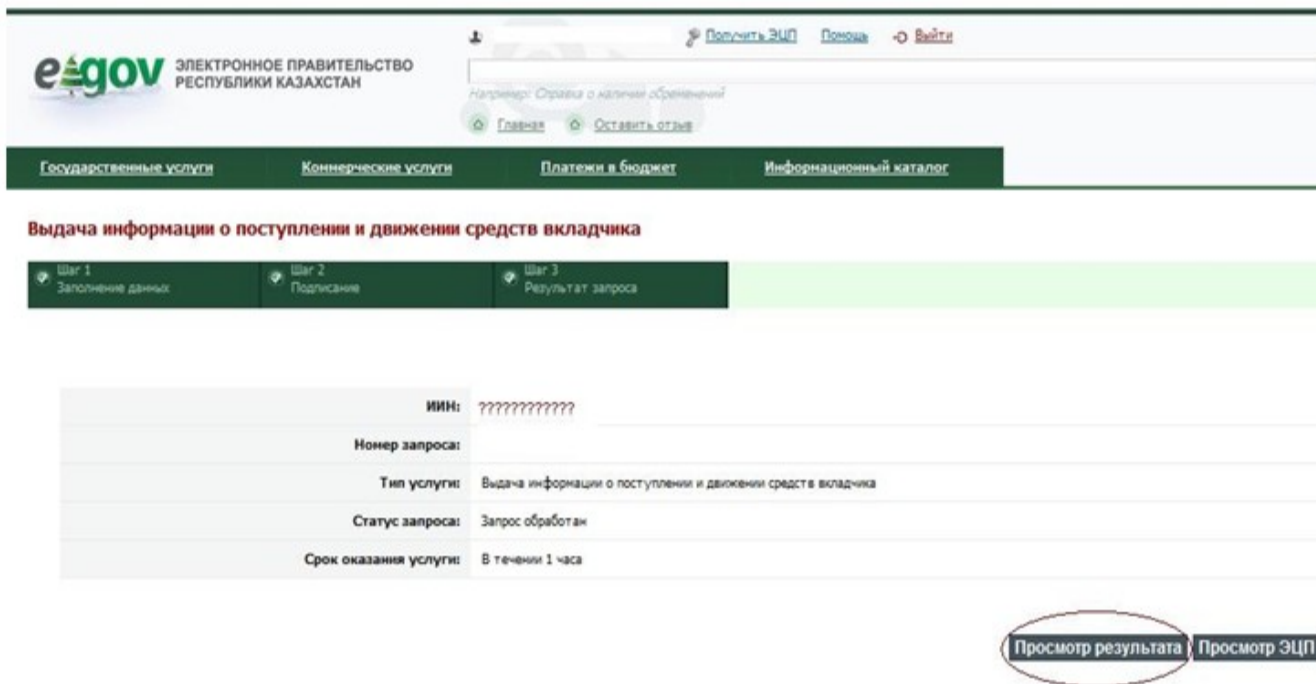 Получить ЭЦП Помощь Выйти
egov ЭЛЕКТРОННОЕ ПРАВИТЕЛЬСТВО
РЕСПУБЛИКИ КАЗАХСТАН
Например: Справка о наличии обременений
Главная Оставить отзыв
Государственные услуги Коммерческие услуги Платежи в бюджет Информационный каталог
Выдача информации о поступлении и движении средств вкладчика
Шаг 1 Шаг 2 Шаг 3
Заполнение данных Подписание Результат запроса
ИИН: ????????????
Номер запроса:
Тип услуги: Выдача информации о поступлении и движении средств вкладчика
Статус запроса: Запрос обработан
Срок оказания услуги: В течении 1 часа
Просмотр результата Просмотр ЭЦП